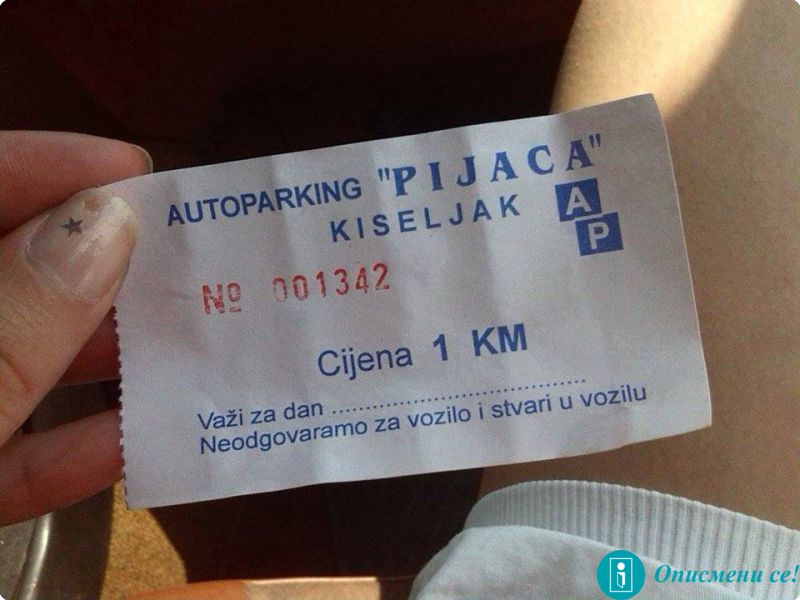 AUTOPARKING "PIJACA"
KISELJAK
A
P
№ 001342
Cijena 1 KM
Važi za dan ......................................
Neodgovaramo za vozilo i stvari u vozilu
Описмени се!